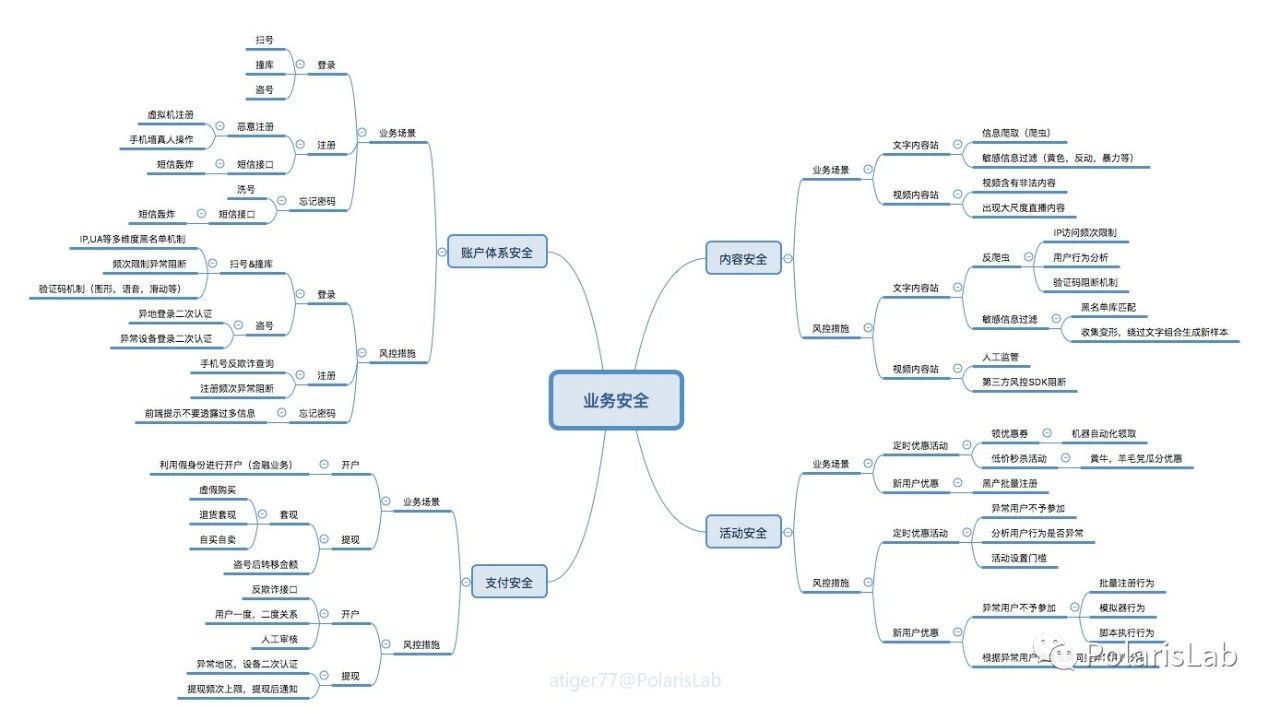 业务安全
账户体系安全
业务场景
登录
扫号
撞库
盗号
注册
恶意注册
虚拟机注册
手机墙真人操作
短信接口
短信轰炸
忘记密码
洗号
短信接口
短信轰炸
风控措施
登录
扫号&撞库
IP,UA等多维度黑名单机制
频次限制异常阻断
验证码机制（图形，语音，滑动等）
盗号
异地登录二次认证
异常设备登录二次认证
注册
手机号反欺诈查询
注册频次异常阻断
忘记密码
前端提示不要透露过多信息
支付安全
业务场景
开户
利用假身份进行开户（金融业务）
提现
套现
虚假购买
退货套现
自买自卖
盗号后转移金额
风控措施
开户
反欺诈接口
用户一度，二度关系
人工审核
提现
异常地区，设备二次认证
提现频次上限，提现后通知
内容安全
业务场景
文字内容站
信息爬取（爬虫）
敏感信息过滤（黄色，反动，暴力等）
视频内容站
视频含有非法内容
出现大尺度直播内容
风控措施
文字内容站
反爬虫
IP访问频次限制
用户行为分析
验证码阻断机制
敏感信息过滤
黑名单库匹配
收集变形，绕过文字组合生成新样本
视频内容站
人工监管
第三方风控SDK阻断
活动安全
业务场景
定时优惠活动
领优惠券
机器自动化领取
低价秒杀活动
黄牛，羊毛党瓜分优惠
新用户优惠
黑产批量注册
风控措施
定时优惠活动
异常用户不予参加
分析用户行为是否异常
活动设置门槛
新用户优惠
异常用户不予参加
批量注册行为
模拟器行为
脚本执行行为
根据异常用户
PolarisLab
atiger77@PolarisLab